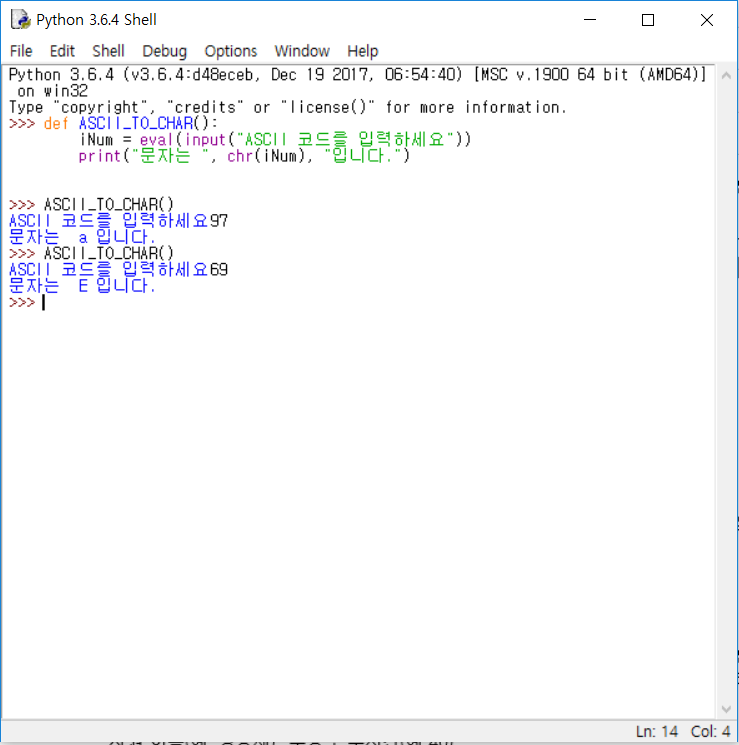 Python 3.6.4 Shell
File Edit Shell Debug Options Window Help
Python 3.6.4 (v3.6.4:d48eceb, Dec 19 2017, 06:54:40) [MSC v.1900 64 bit (AMD64)]
on win32
Type "copyright", "credits" or "license()" for more information.
>>> def ASCII_TO_CHAR():
iNum = eval(input("ASCII 코드를 입력하세요"))
print("문자는 ", chr(iNum), "입니다.")
>>> ASCII_TO_CHAR()
ASCII 코드를 입력하세요97
문자는  a 입니다.
>>> ASCII_TO_CHAR()
ASCII 코드를 입력하세요69
문자는  E 입니다.
>>>
Ln: 14 Col: 4